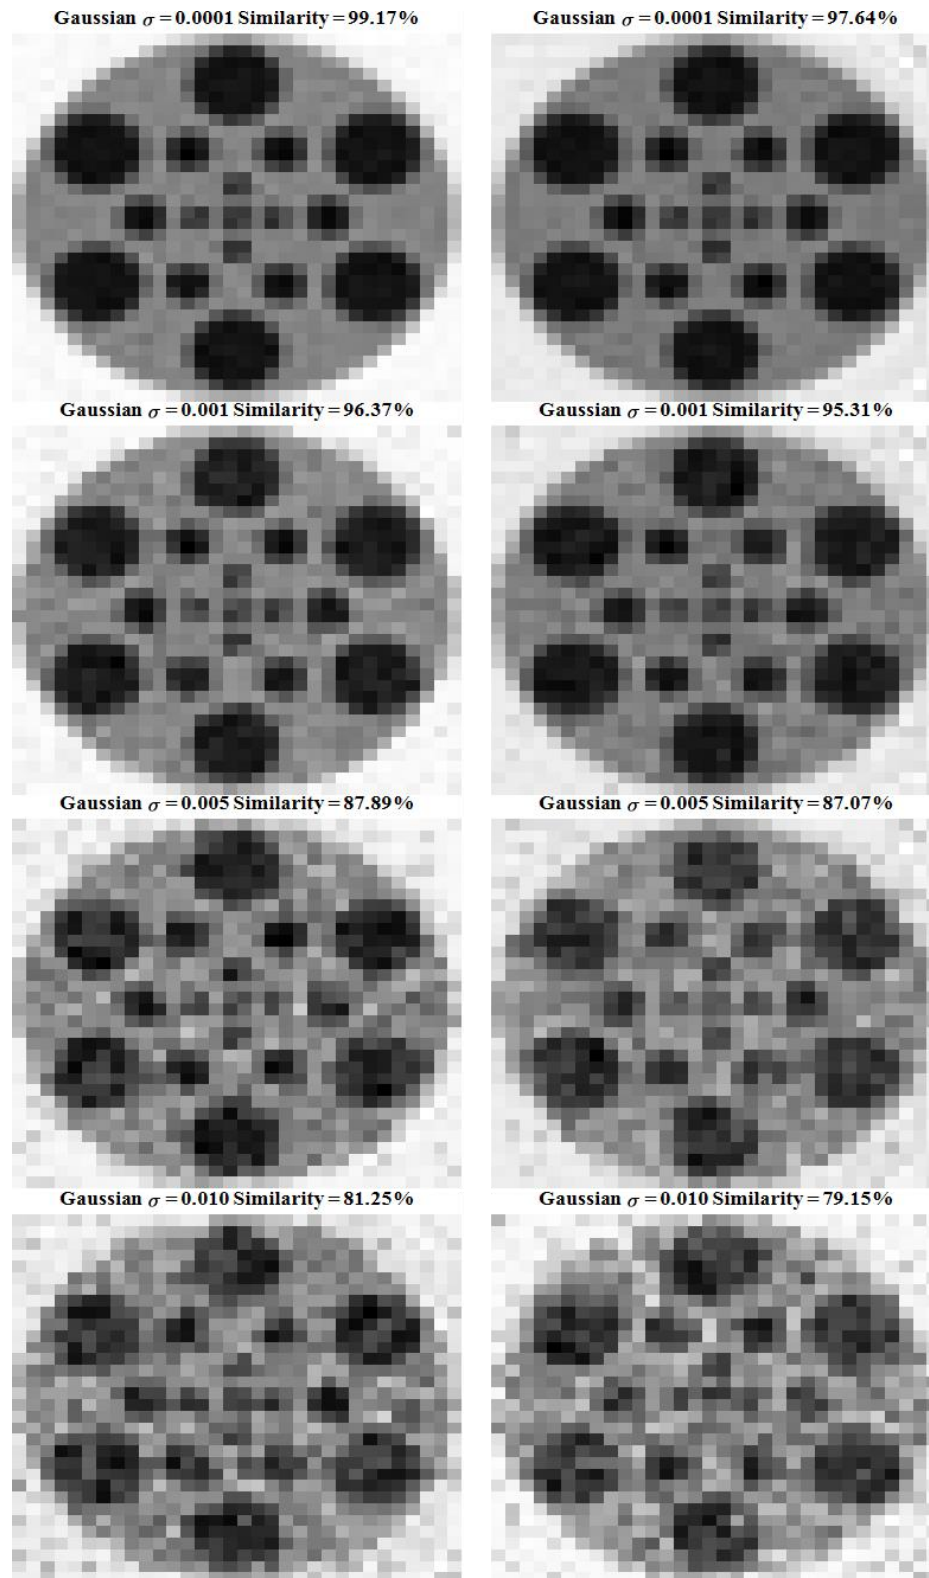 Gaussian σ = 0.0001 Similarity = 99.17%
Gaussian σ = 0.0001 Similarity = 97.64%
Gaussian σ = 0.001 Similarity = 96.37%
Gaussian σ = 0.001 Similarity = 95.31%
Gaussian σ = 0.005 Similarity = 87.89%
Gaussian σ = 0.005 Similarity = 87.07%
Gaussian σ = 0.010 Similarity = 81.25%
Gaussian σ = 0.010 Similarity = 79.15%